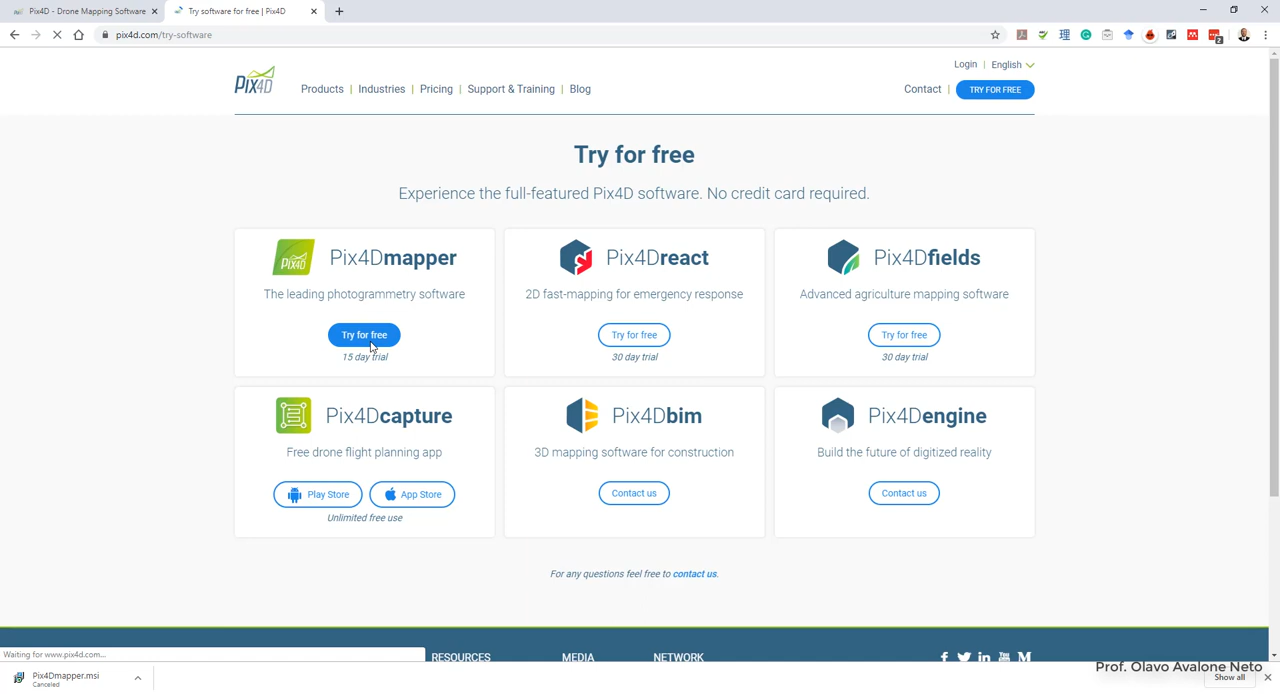 Pix4D - Drone Mapping Software
Try software for free | Pix4D
pix4d.com/try-software
Login | English
Pix4D
Products | Industries | Pricing | Support & Training | Blog
Contact | TRY FOR FREE
Try for free
Experience the full-featured Pix4D software. No credit card required.
Pix4Dmapper
The leading photogrammetry software
Try for free
15 day trial
Pix4Dreact
2D fast-mapping for emergency response
Try for free
30 day trial
Pix4Dfields
Advanced agriculture mapping software
Try for free
30 day trial
Pix4Dcapture
Free drone flight planning app
Play Store
App Store
Unlimited free use
Pix4Dbim
3D mapping software for construction
Contact us
Pix4Dengine
Build the future of digitized reality
Contact us
For any questions feel free to contact us.
Waiting for www.pix4d.com...
RESOURCES
MEDIA
NETWORK
Prof. Olavo Avalone Neto
Pix4Dmapper.msi
Canceled
Show all